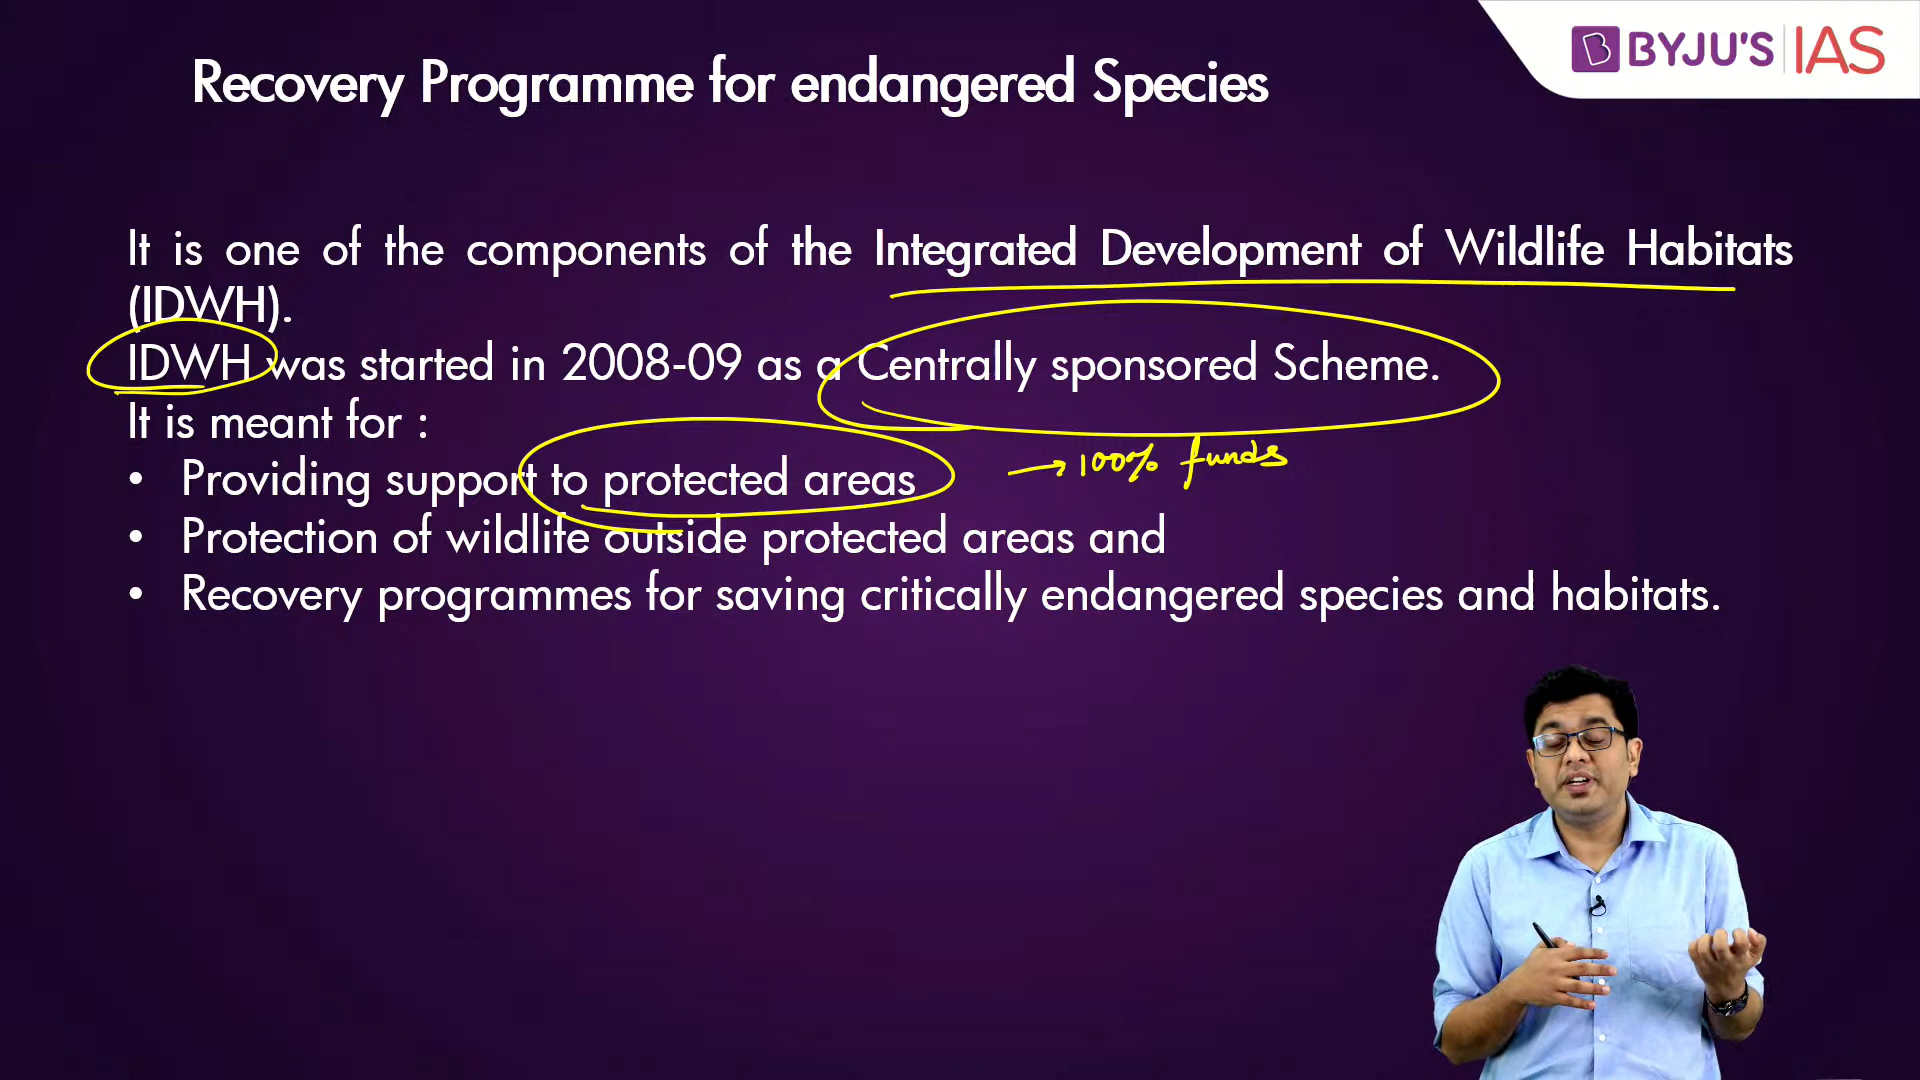 BYJU'S IAS
Recovery Programme for endangered Species
It is one of the components of the Integrated Development of Wildlife Habitats
(IDWH).
IDWH was started in 2008-09 as a Centrally sponsored Scheme.
It is meant for :
• Providing support to protected areas
→ 100% funds
• Protection of wildlife outside protected areas and
• Recovery programmes for saving critically endangered species and habitats.